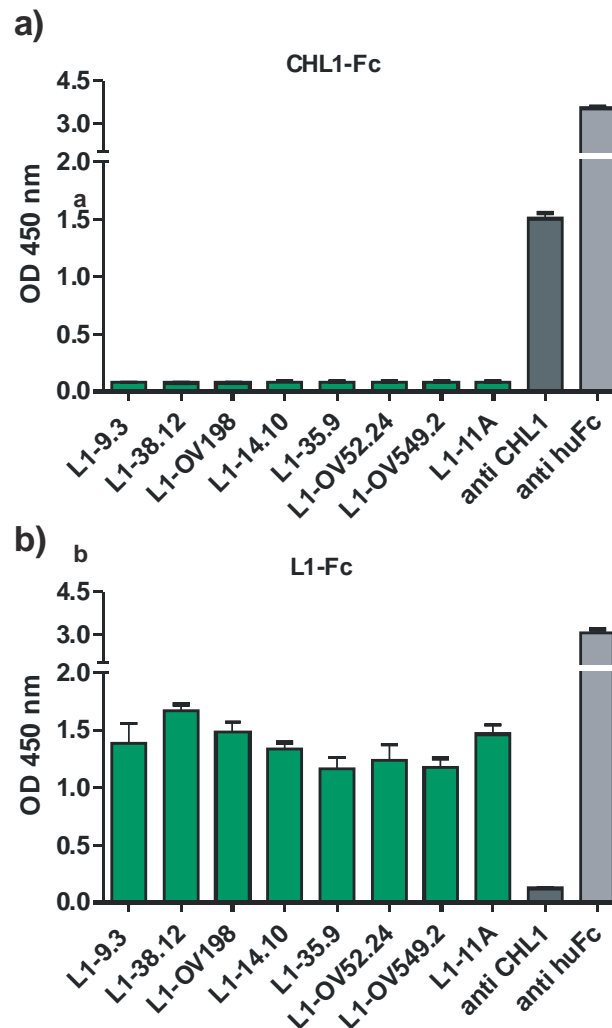 a)
CHL1-Fc
4.5
3.0
2.0
a
1.5
1.0
0.5
0.0
OD 450 nm
L1-9.3
L1-38.12
L1-OV198
L1-14.10
L1-35.9
L1-OV52.24
L1-OV549.2
L1-11A
anti CHL1
anti huFc
b)
b
L1-Fc
4.5
3.0
2.0
1.5
1.0
0.5
0.0
OD 450 nm
L1-9.3
L1-38.12
L1-OV198
L1-14.10
L1-35.9
L1-OV52.24
L1-OV549.2
L1-11A
anti CHL1
anti huFc